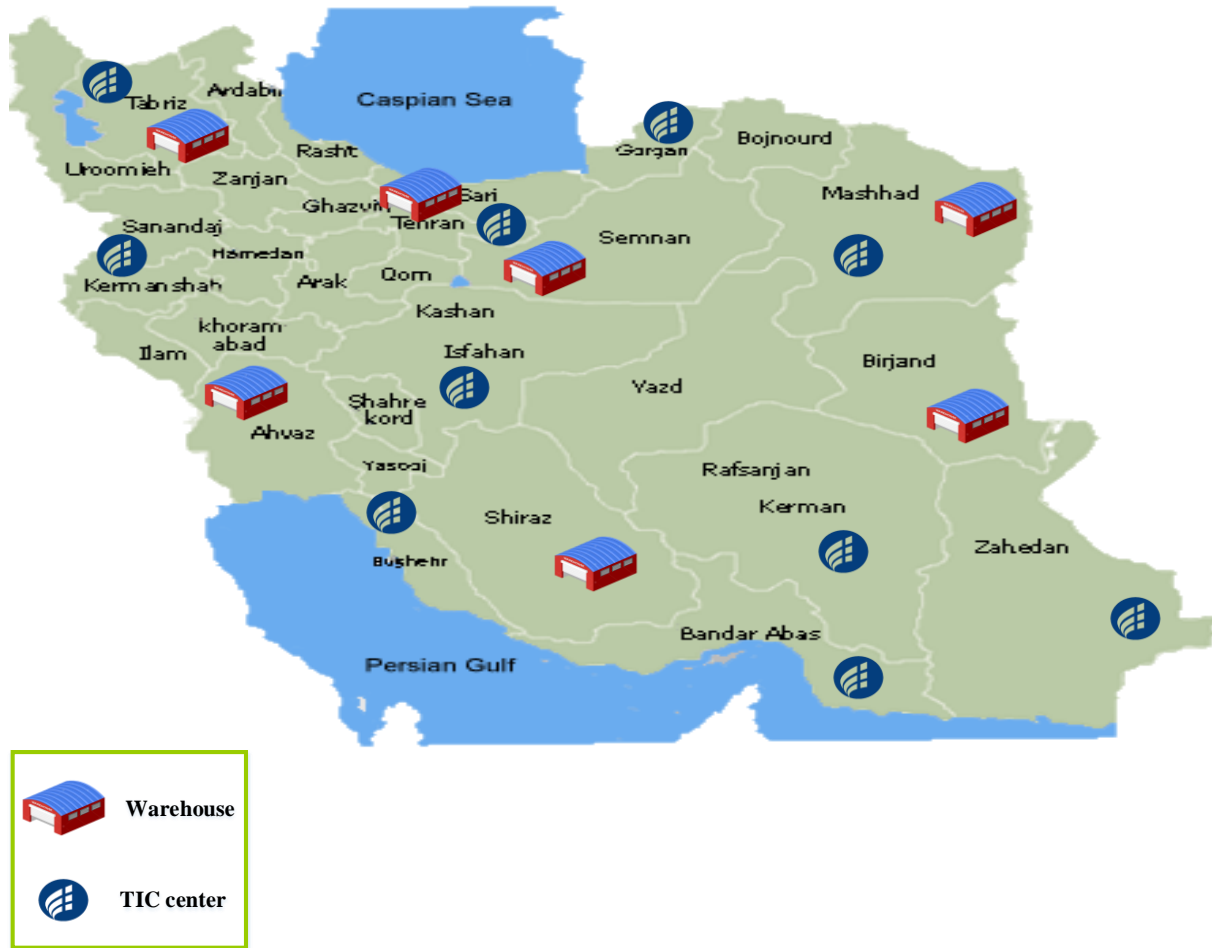 Caspian Sea
Ardabil
Tabriz
Gorgan
Bojnourd
Rasht
Uroomieh
Zanjan
Mashhad
Sari
Ghazvin
Tehran
Sanandaj
Semnan
Hamedan
Qom
Kermanshah
Arak
Kashan
khoram
abad
Ilam
Isfahan
Birjand
Yazd
Shahre
kord
Ahvaz
Yasooj
Rafsanjan
Kerman
Shiraz
Zahedan
Bushehr
Bandar Abas
Persian Gulf
Warehouse
TIC center